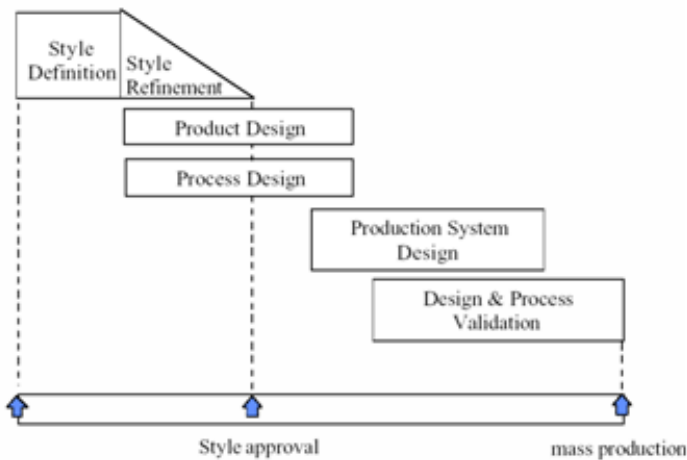 Style
Definition
Style
Refinement
Product Design
Process Design
Production System
Design
Design & Process
Validation
Style approval
mass production